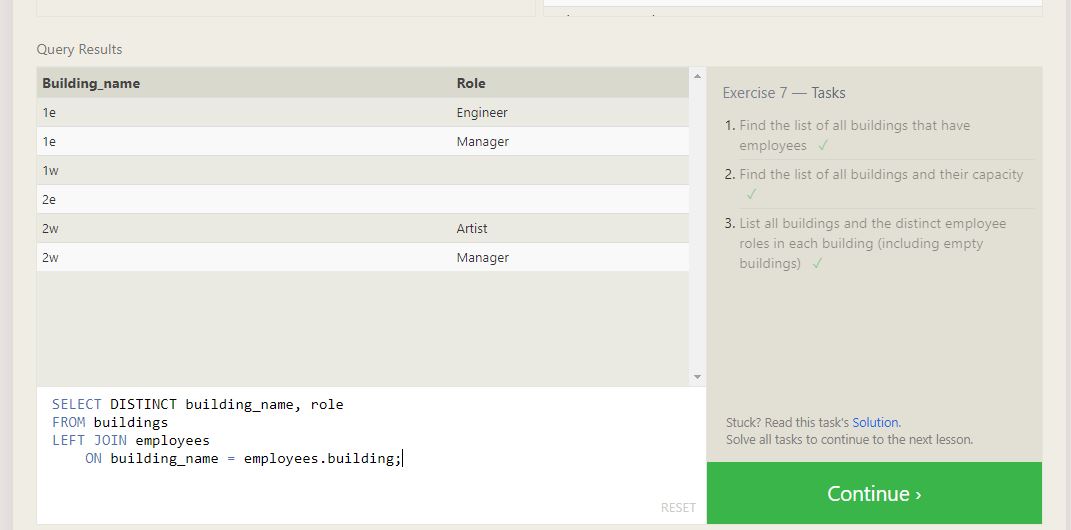 Query Results
Building_name Role
1e Engineer
1e Manager
1w
2e
2w Artist
2w Manager
SELECT DISTINCT building_name, role
FROM buildings
LEFT JOIN employees
ON building_name = employees.building;
RESET
Exercise 7 — Tasks
1. Find the list of all buildings that have
employees ✓
2. Find the list of all buildings and their capacity
✓
3. List all buildings and the distinct employee
roles in each building (including empty
buildings) ✓
Stuck? Read this task's Solution.
Solve all tasks to continue to the next lesson.
Continue ›